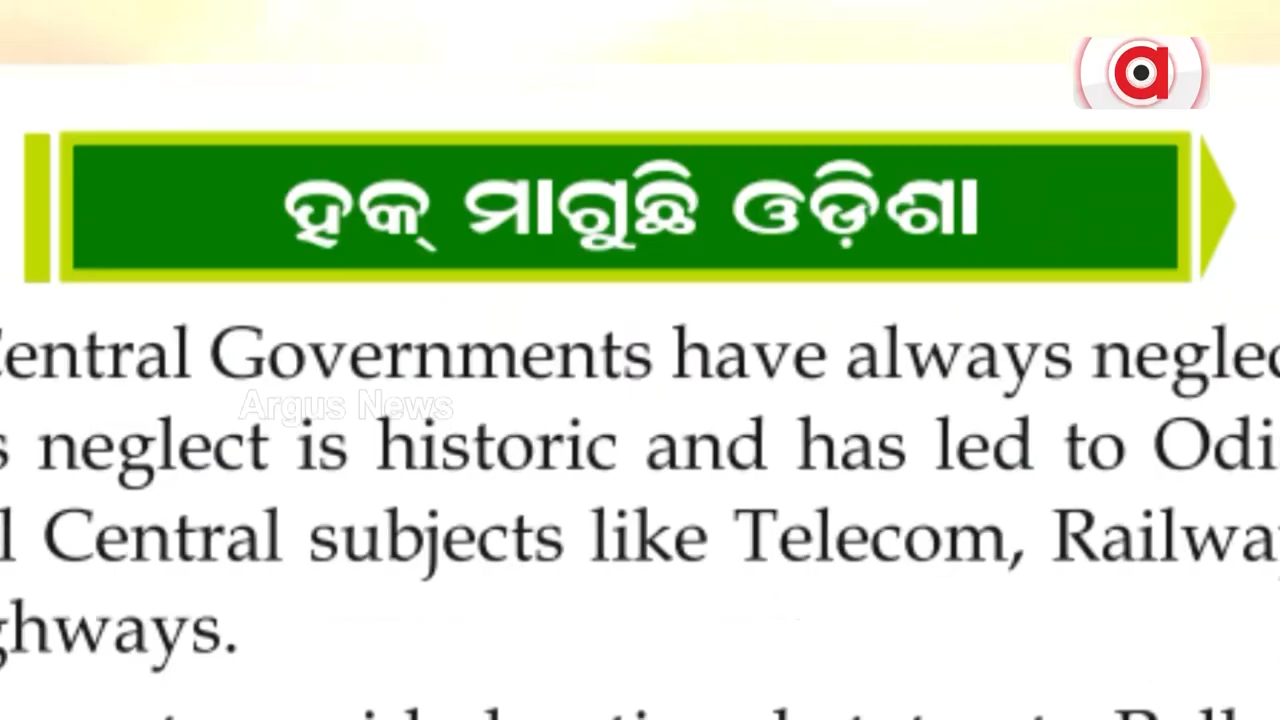 ହକ୍ ମାଗୁଛି ଓଡ଼ିଶା
Central Governments have always neglec
s neglect is historic and has led to Odi
l Central subjects like Telecom, Railway
ghways.
Argus News